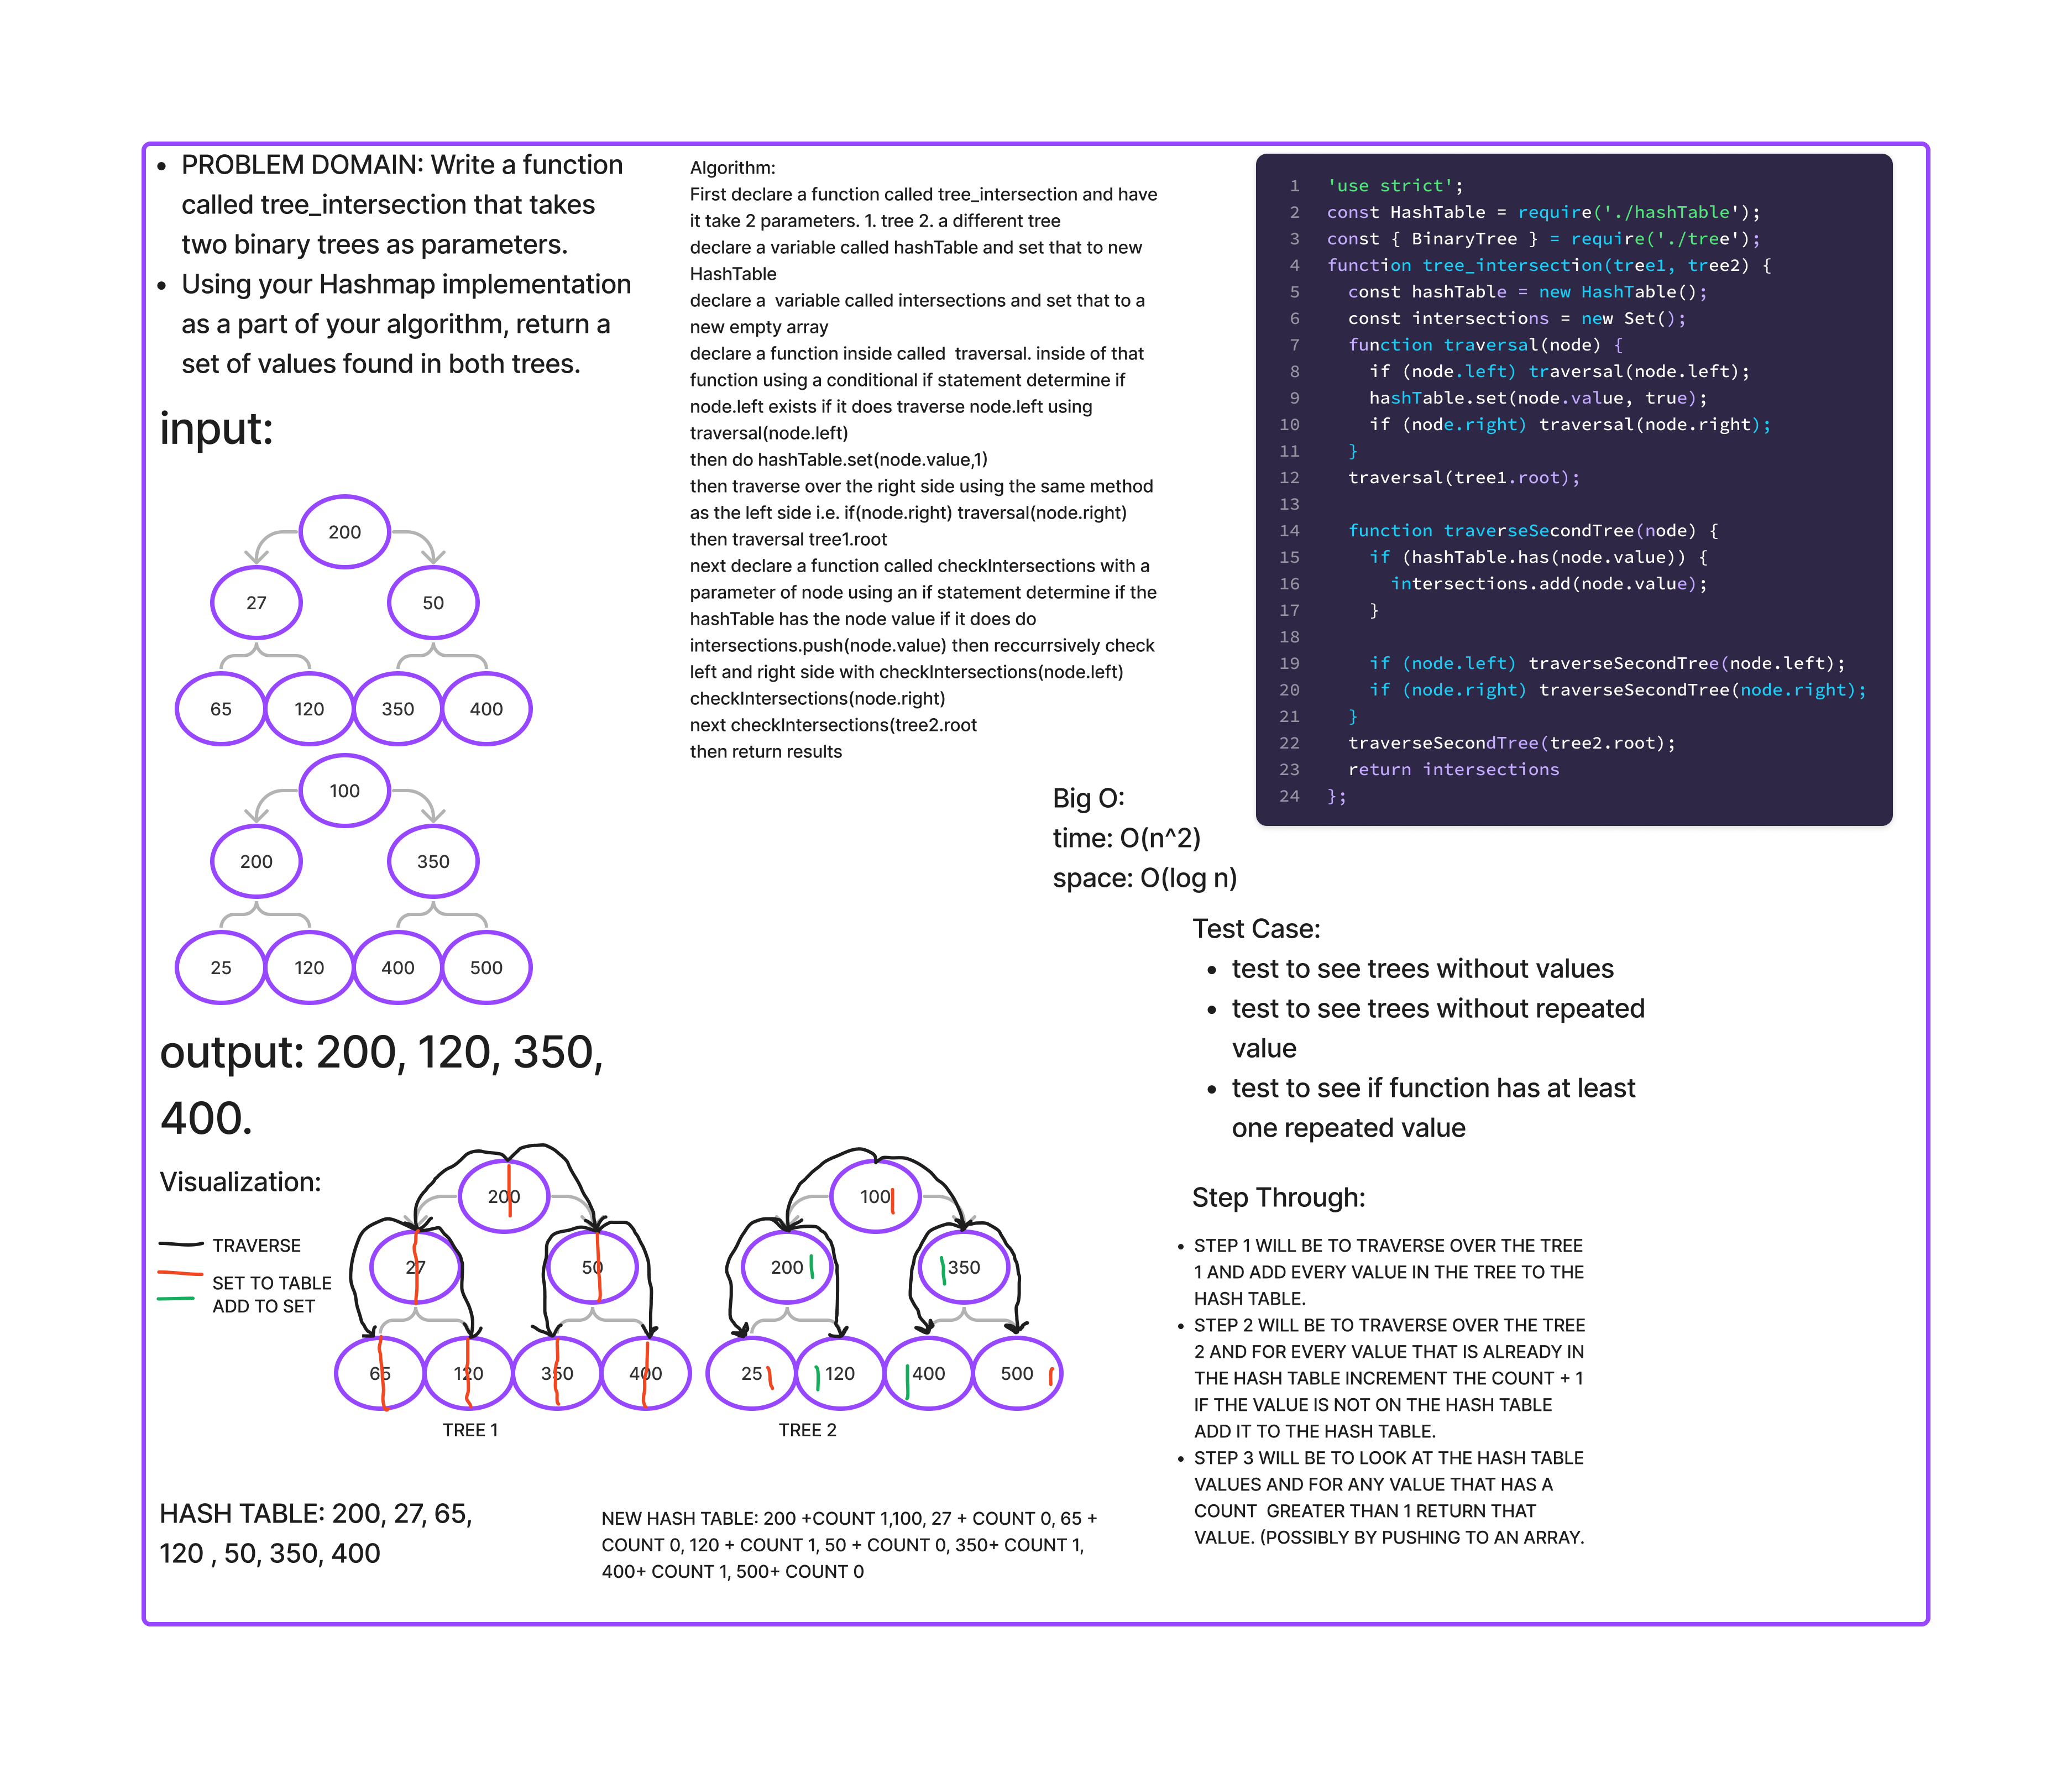 PROBLEM DOMAIN: Write a function
called tree_intersection that takes
two binary trees as parameters.
Using your Hashmap implementation
as a part of your algorithm, return a
set of values found in both trees.
input:
200
27 50
65 120 350 400
100
200 350
25 120 400 500
output: 200, 120, 350,
400.
Algorithm:
First declare a function called tree_intersection and have
it take 2 parameters. 1. tree 2. a different tree
declare a variable called hashTable and set that to new
HashTable
declare a  variable called intersections and set that to a
new empty array
declare a function inside called  traversal. inside of that
function using a conditional if statement determine if
node.left exists if it does traverse node.left using
traversal(node.left)
then do hashTable.set(node.value,1)
then traverse over the right side using the same method
as the left side i.e. if(node.right) traversal(node.right)
then traversal tree1.root
next declare a function called checkIntersections with a
parameter of node using an if statement determine if the
hashTable has the node value if it does do
intersections.push(node.value) then reccurrsively check
left and right side with checkIntersections(node.left)
checkIntersections(node.right)
next checkIntersections(tree2.root
then return results
1 'use strict';
2 const HashTable = require('./hashTable');
3 const { BinaryTree } = require('./tree');
4 function tree_intersection(tree1, tree2) {
5   const hashTable = new HashTable();
6   const intersections = new Set();
7   function traversal(node) {
8     if (node.left) traversal(node.left);
9     hashTable.set(node.value, true);
10     if (node.right) traversal(node.right);
11   }
12   traversal(tree1.root);
13
14   function traverseSecondTree(node) {
15     if (hashTable.has(node.value)) {
16       intersections.add(node.value);
17     }
18
19     if (node.left) traverseSecondTree(node.left);
20     if (node.right) traverseSecondTree(node.right);
21   }
22   traverseSecondTree(tree2.root);
23   return intersections
24 };
Big O:
time: O(n^2)
space: O(log n)
Test Case:
test to see trees without values
test to see trees without repeated
value
test to see if function has at least
one repeated value
Visualization:
TRAVERSE
SET TO TABLE
ADD TO SET
200
27 50
65 120 350 400
TREE 1
100
200 350
25 120 400 500
TREE 2
Step Through:
STEP 1 WILL BE TO TRAVERSE OVER THE TREE
1 AND ADD EVERY VALUE IN THE TREE TO THE
HASH TABLE.
STEP 2 WILL BE TO TRAVERSE OVER THE TREE
2 AND FOR EVERY VALUE THAT IS ALREADY IN
THE HASH TABLE INCREMENT THE COUNT + 1
IF THE VALUE IS NOT ON THE HASH TABLE
ADD IT TO THE HASH TABLE.
STEP 3 WILL BE TO LOOK AT THE HASH TABLE
VALUES AND FOR ANY VALUE THAT HAS A
COUNT  GREATER THAN 1 RETURN THAT
VALUE. (POSSIBLY BY PUSHING TO AN ARRAY.
HASH TABLE: 200, 27, 65,
120 , 50, 350, 400
NEW HASH TABLE: 200 +COUNT 1,100, 27 + COUNT 0, 65 +
COUNT 0, 120 + COUNT 1, 50 + COUNT 0, 350+ COUNT 1,
400+ COUNT 1, 500+ COUNT 0